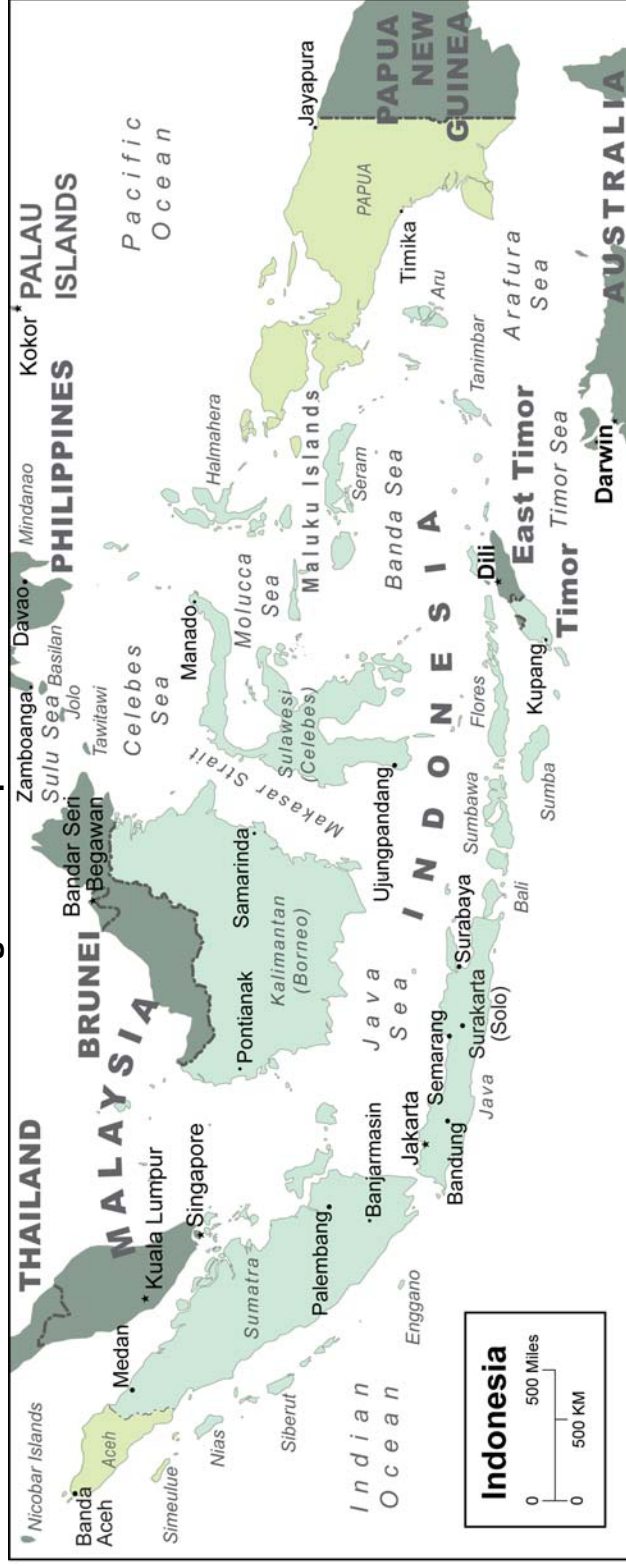 Nicobar Islands
THAILAND
Banda
Aceh
Aceh
Medan
Simeulue
Nias
Siberut
Sumatra
Kuala Lumpur
Singapore
MALAYSIA
BRUNEI
Bandar Seri
Begawan
Palembang
Banjarmasin
Enggano
Indian
Ocean
Pontianak
Kalimantan
(Borneo)
Samarinda
Java
Sea
Jakarta
Bandung
Semarang
Java
Surakarta
(Solo)
Surabaya
Bali
Zamboanga
Sulu Sea
Basilan
Jolo
Tawitawi
Davao
Mindanao
PHILIPPINES
Celebes
Sea
Makasar Strait
Manado
Sulawesi
(Celebes)
Ujungpandang
Molucca
Sea
Halmahera
Maluku Islands
Seram
Banda Sea
INDONESIA
Sumbawa
Flores
Sumba
Kupang
Dili
East Timor
Timor
Timor Sea
Kokor
PALAU
ISLANDS
Pacific
Ocean
Jayapura
PAPUA
PAPUA
NEW
GUINEA
Timika
Aru
Tanimbar
Arafura
Sea
Darwin
AUSTRALIA
Indonesia
0 500 Miles
0 500 KM